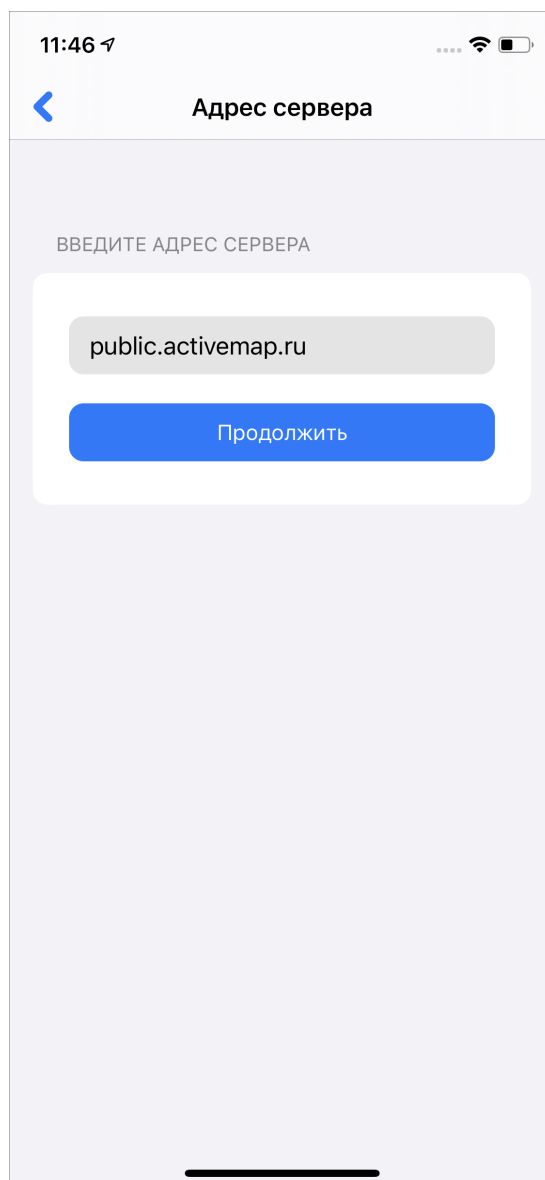 11:46
Адрес сервера
ВВЕДИТЕ АДРЕС СЕРВЕРА
public.activemap.ru
Продолжить